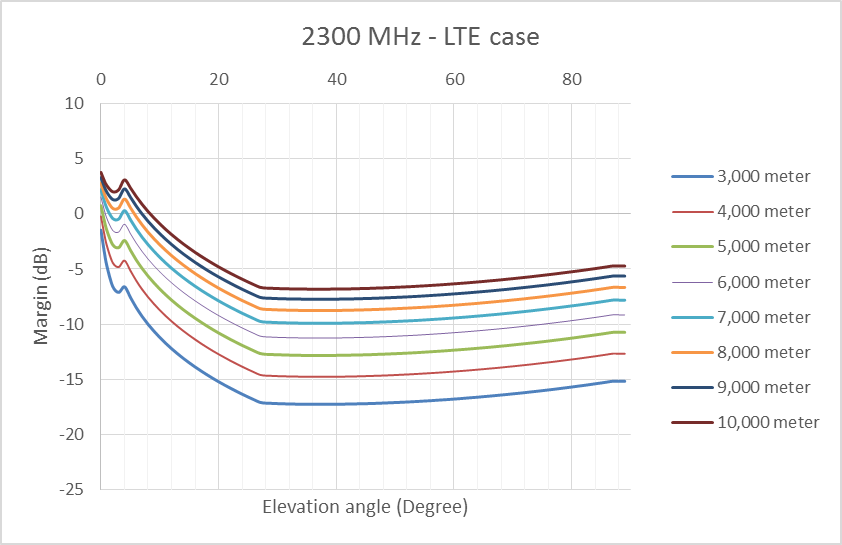 2300 MHz - LTE case
0 20 40 60 80
10
5
0
-5
-10
-15
-20
-25
Margin (dB)
Elevation angle (Degree)
3,000 meter
4,000 meter
5,000 meter
6,000 meter
7,000 meter
8,000 meter
9,000 meter
10,000 meter